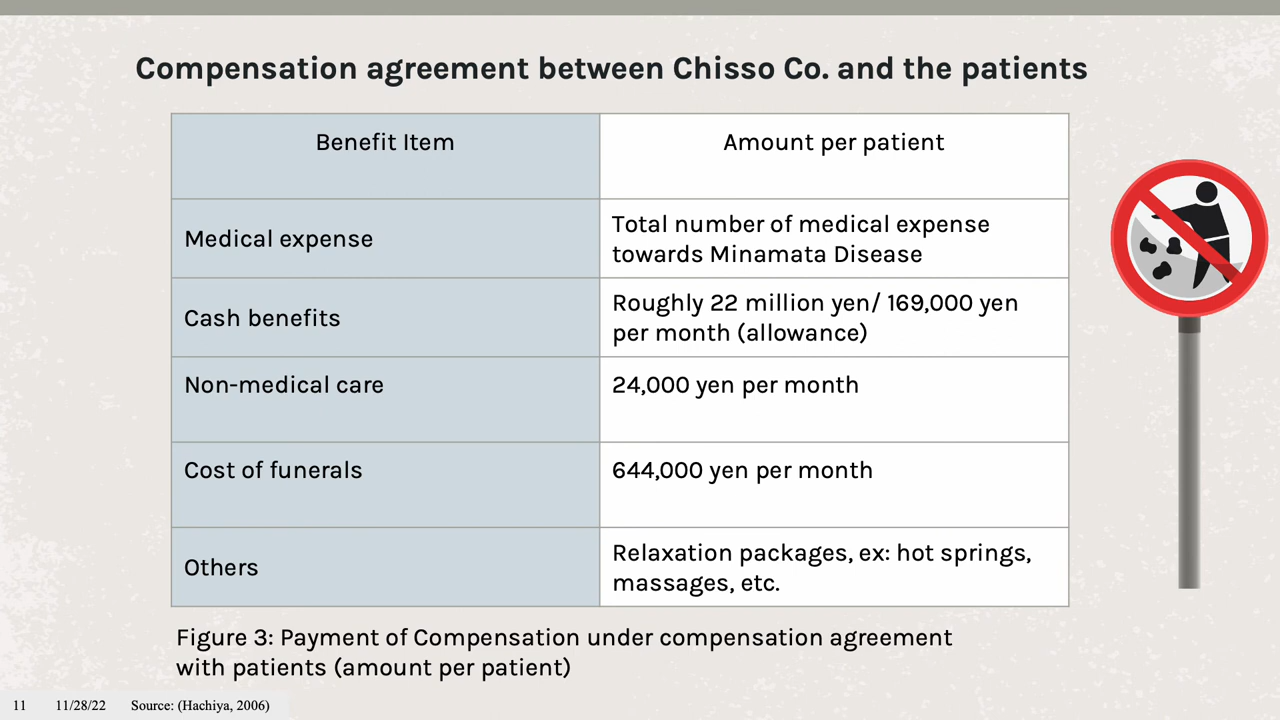 Compensation agreement between Chisso Co. and the patients
Benefit Item
Amount per patient
Medical expense
Total number of medical expense
towards Minamata Disease
Cash benefits
Roughly 22 million yen/ 169,000 yen
per month (allowance)
Non-medical care
24,000 yen per month
Cost of funerals
644,000 yen per month
Others
Relaxation packages, ex: hot springs,
massages, etc.
Figure 3: Payment of Compensation under compensation agreement
with patients (amount per patient)
11 11/28/22 Source: (Hachiya, 2006)